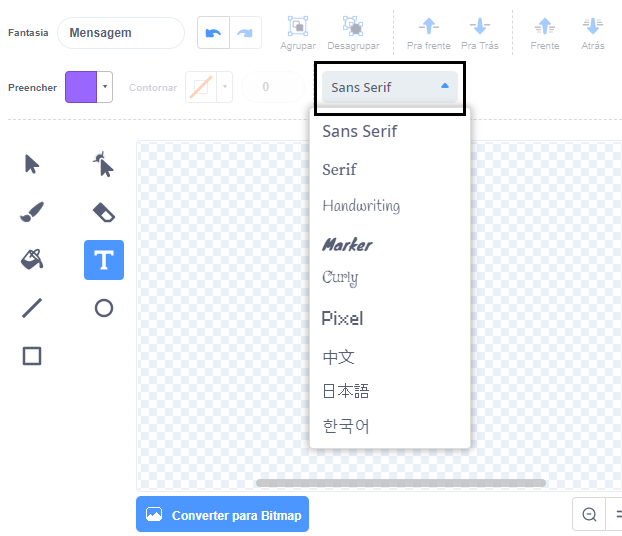 Fantasia
Mensagem
Agrupar
Desagrupar
Pra frente
Pra Trás
Frente
Atrás
Preencher
Contornar
0
Sans Serif
Sans Serif
Serif
Handwriting
Marker
Curly
Pixel
T
中文
日本語
한국어
Converter para Bitmap